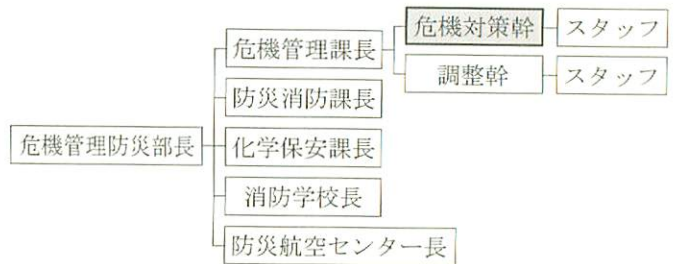 危機管理防災部長
危機管理課長
危機対策幹
スタッフ
調整幹
スタッフ
防災消防課長
化学保安課長
消防学校長
防災航空センター長